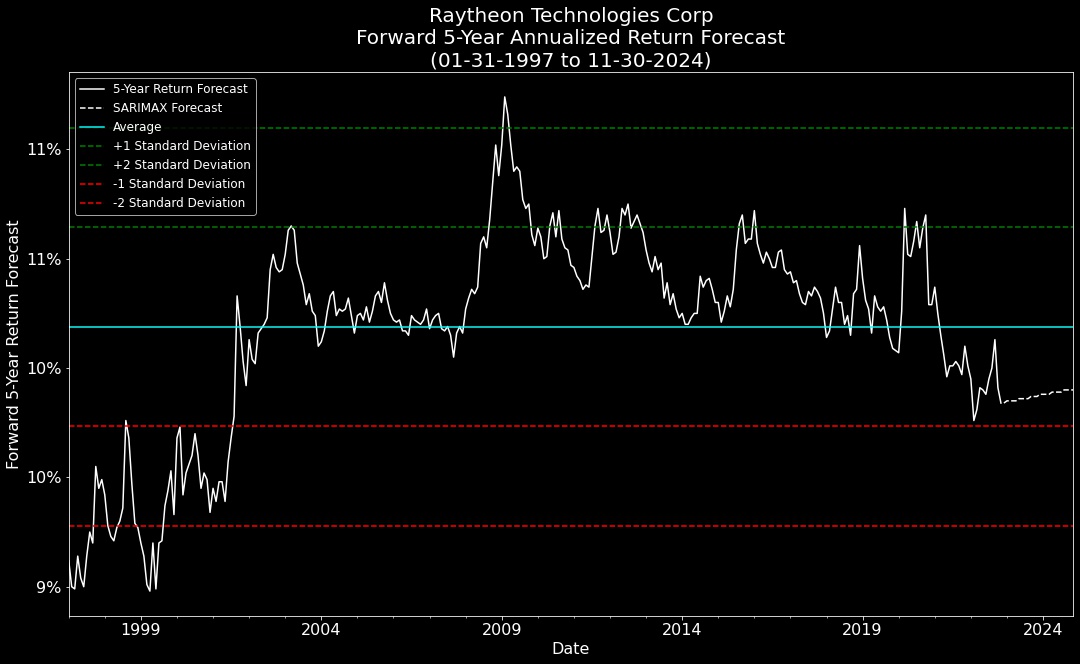 Raytheon Technologies Corp
Forward 5-Year Annualized Return Forecast
(01-31-1997 to 11-30-2024)
5-Year Return Forecast
SARIMAX Forecast
Average
+1 Standard Deviation
+2 Standard Deviation
-1 Standard Deviation
-2 Standard Deviation
Forward 5-Year Return Forecast
11%
11%
10%
10%
9%
1999
2004
2009
2014
2019
2024
Date